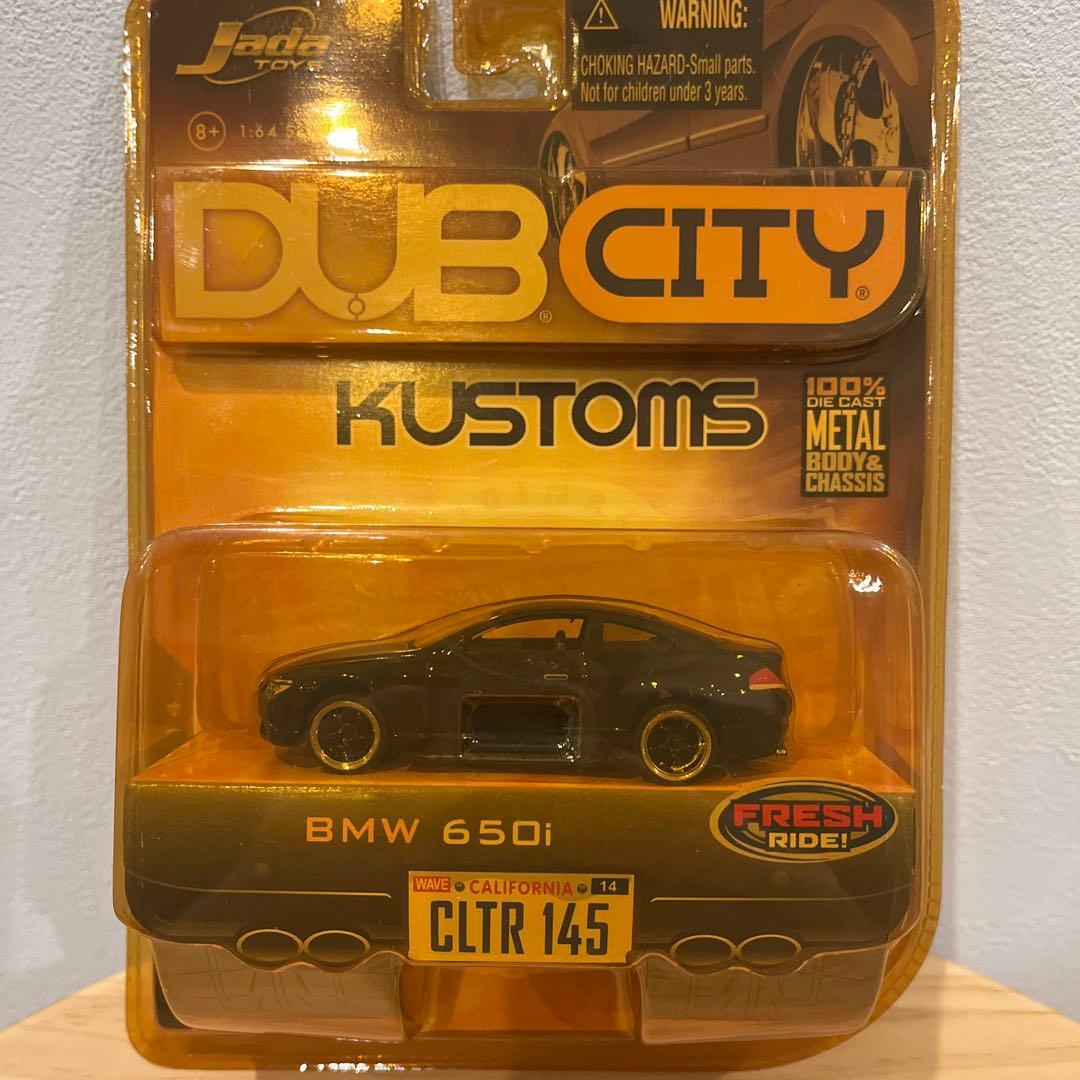 Jada
TOYS
WARNING:
CHOKING HAZARD-Small parts.
Not for children under 3 years.
8+ 1:64
DUB® CITY®
KUSTOMS
100%
DIE CAST
METAL
BODY&
CHASSIS
BMW 650i
FRESH
RIDE!
WAVE CALIFORNIA 14
CLTR 145